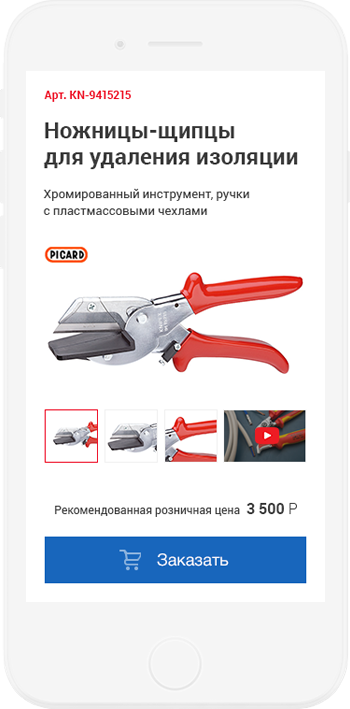 Арт. KN-9415215
Ножницы-щипцы
для удаления изоляции
Хромированный инструмент, ручки
с пластмассовыми чехлами
PICARD
Рекомендованная розничная цена 3 500 Р
Заказать